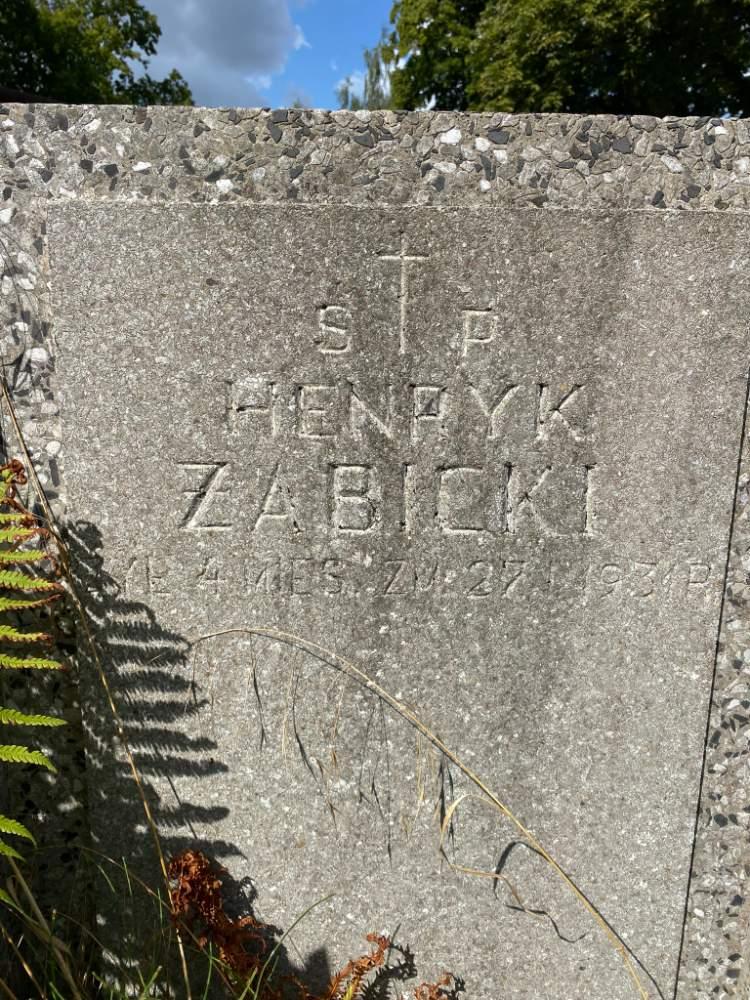 S P
HENRYK
ŻABICKI
ŻYŁ 4 MIES. ZM. 27 I 1931 R.